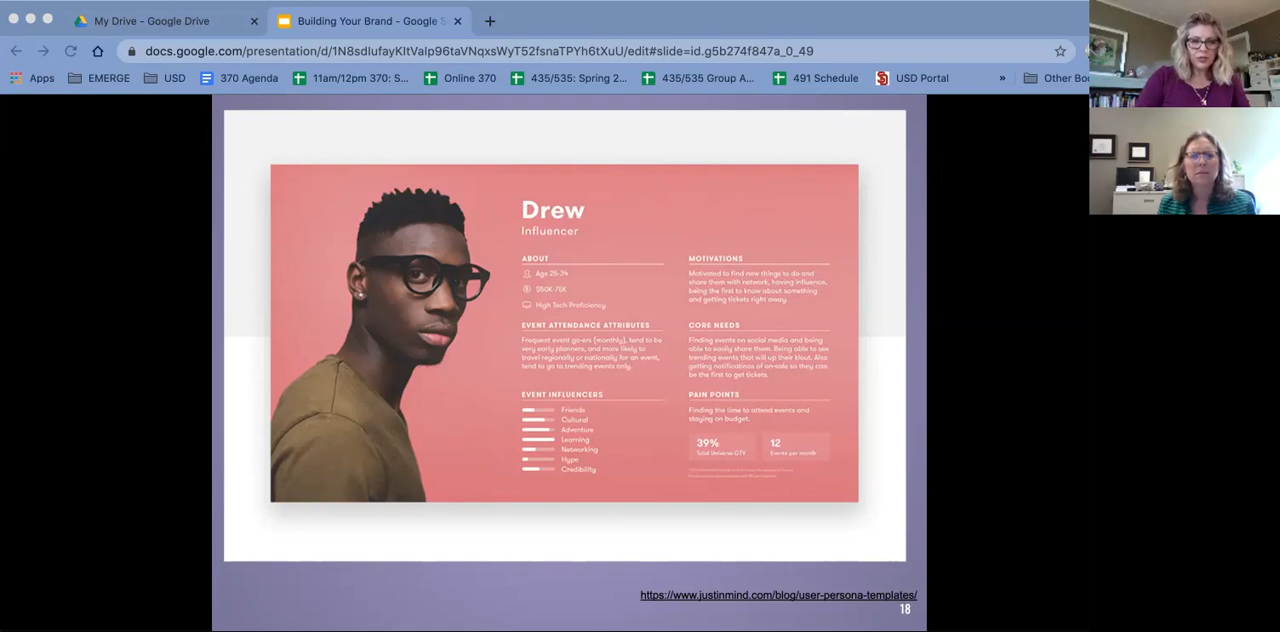 My Drive - Google Drive
Building Your Brand - Google S
docs.google.com/presentation/d/1N8sdIufayKItValp96taVNqxsWyT52fsnaTPYh6tXuU/edit#slide=id.g5b274f847a_0_49
Apps
EMERGE
USD
370 Agenda
11am/12pm 370: S...
Online 370
435/535: Spring 2...
435/535 Group A...
491 Schedule
USD Portal
»
Other Bo
Drew
Influencer
ABOUT
Age 25-34
$50K-75K
High Tech Proficiency
EVENT ATTENDANCE ATTRIBUTES
Frequent event go-ers (monthly), tend to be
very early planners, and more likely to
travel regionally or nationally for an event,
tend to go to trending events only.
EVENT INFLUENCERS
Friends
Cultural
Adventure
Learning
Networking
Hype
Credibility
MOTIVATIONS
Motivated to find new things to do and
share them with network, having influence,
being the first to know about something
and getting tickets right away
CORE NEEDS
Finding events on social media and being
able to easily share them. Being able to see
trending events that will up their clout. Also
getting notifications of on-sale so they can
be the first to get tickets.
PAIN POINTS
Finding the time to attend events and
staying on budget.
39%
Total Universe GTV
12
Events per month
https://www.justinmind.com/blog/user-persona-templates/
18